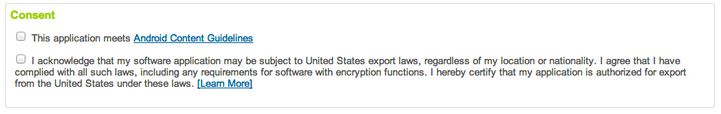 Consent
This application meets Android Content Guidelines
I acknowledge that my software application may be subject to United States export laws, regardless of my location or nationality. I agree that I have
complied with all such laws, including any requirements for software with encryption functions. I hereby certify that my application is authorized for export
from the United States under these laws. [Learn More]